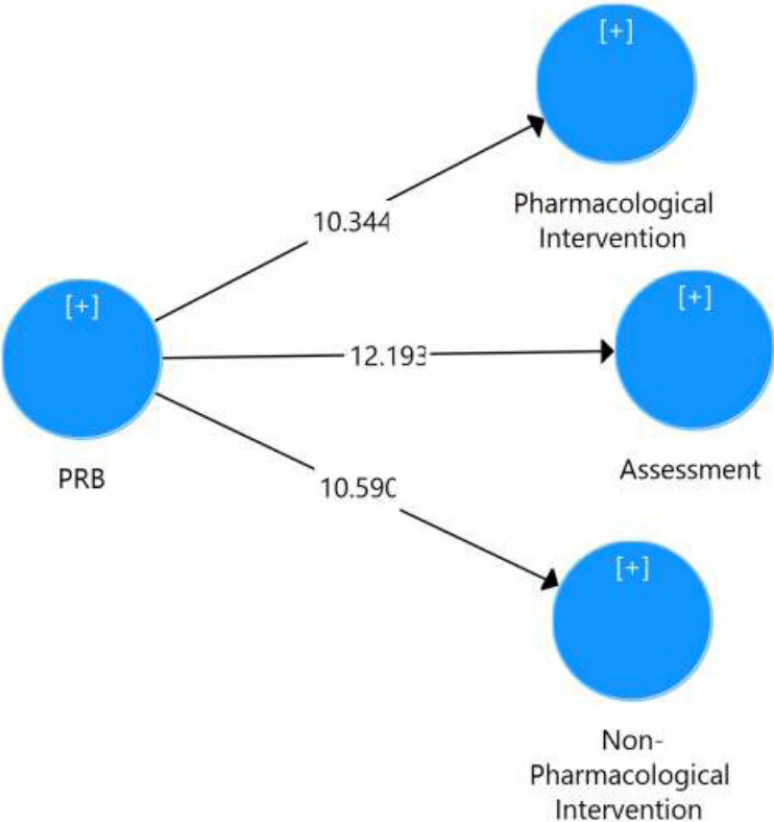 [+]
Pharmacological
Intervention
10.344
[+]
PRB
12.193
[+]
Assessment
10.590
[+]
Non-
Pharmacological
Intervention